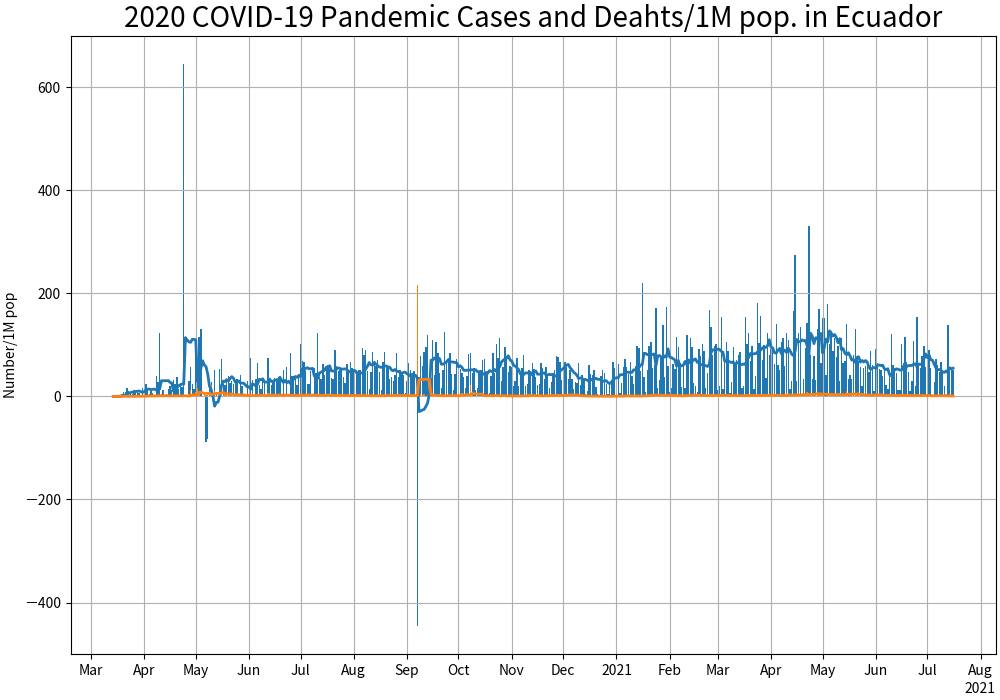 2020 COVID-19 Pandemic Cases and Deahts/1M pop. in Ecuador
Number/1M pop
600
400
200
0
−200
−400
Mar Apr May Jun Jul Aug Sep Oct Nov Dec 2021 Feb Mar Apr May Jun Jul Aug
2021